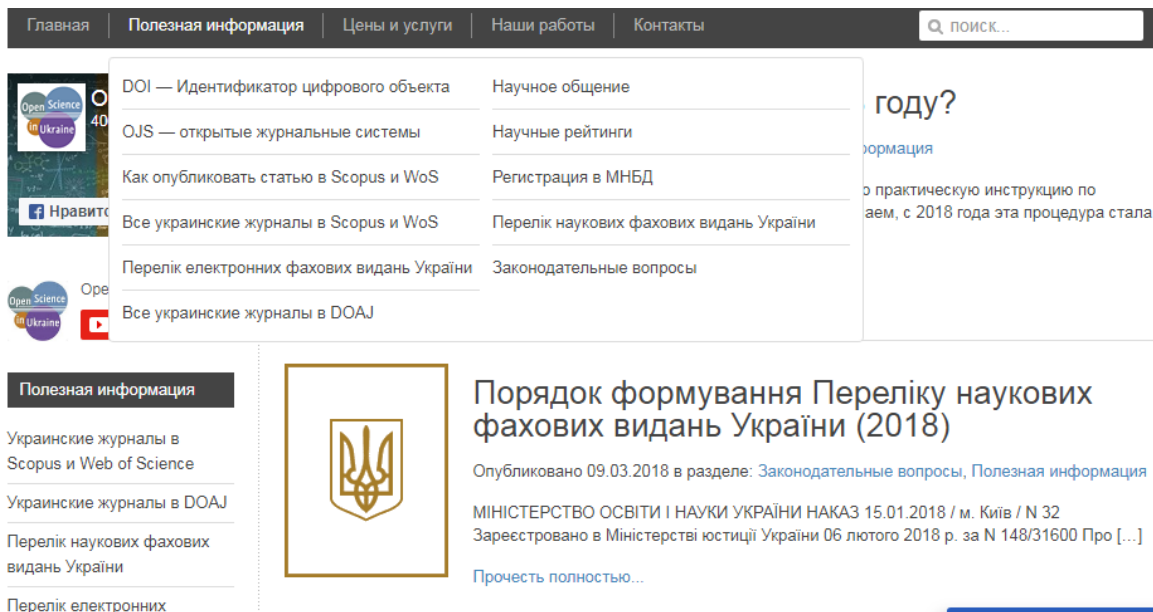 Главная
Полезная информация
Цены и услуги
Наши работы
Контакты
поиск...
DOI — Идентификатор цифрового объекта
Научное общение
OJS — открытые журнальные системы
Научные рейтинги
Как опубликовать статью в Scopus и WoS
Регистрация в МНБД
Все украинские журналы в Scopus и WoS
Перелік наукових фахових видань України
Перелік електронних фахових видань України
Законодательные вопросы
Все украинские журналы в DOAJ
Open Science
in Ukraine
году?
практическую инструкцию по
с 2018 года эта процедура стала
Open Science
in Ukraine
Полезная информация
Украинские журналы в
Scopus и Web of Science
Украинские журналы в DOAJ
Перелік наукових фахових
видань України
Перелік електронних
Порядок формування Переліку наукових
фахових видань України (2018)
Опубликовано 09.03.2018 в разделе: Законодательные вопросы, Полезная информация
МІНІСТЕРСТВО ОСВІТИ І НАУКИ УКРАЇНИ НАКАЗ 15.01.2018 / м. Київ / N 32
Зареєстровано в Міністерстві юстиції України 06 лютого 2018 р. за N 148/31600 Про [...]
Прочесть полностью...